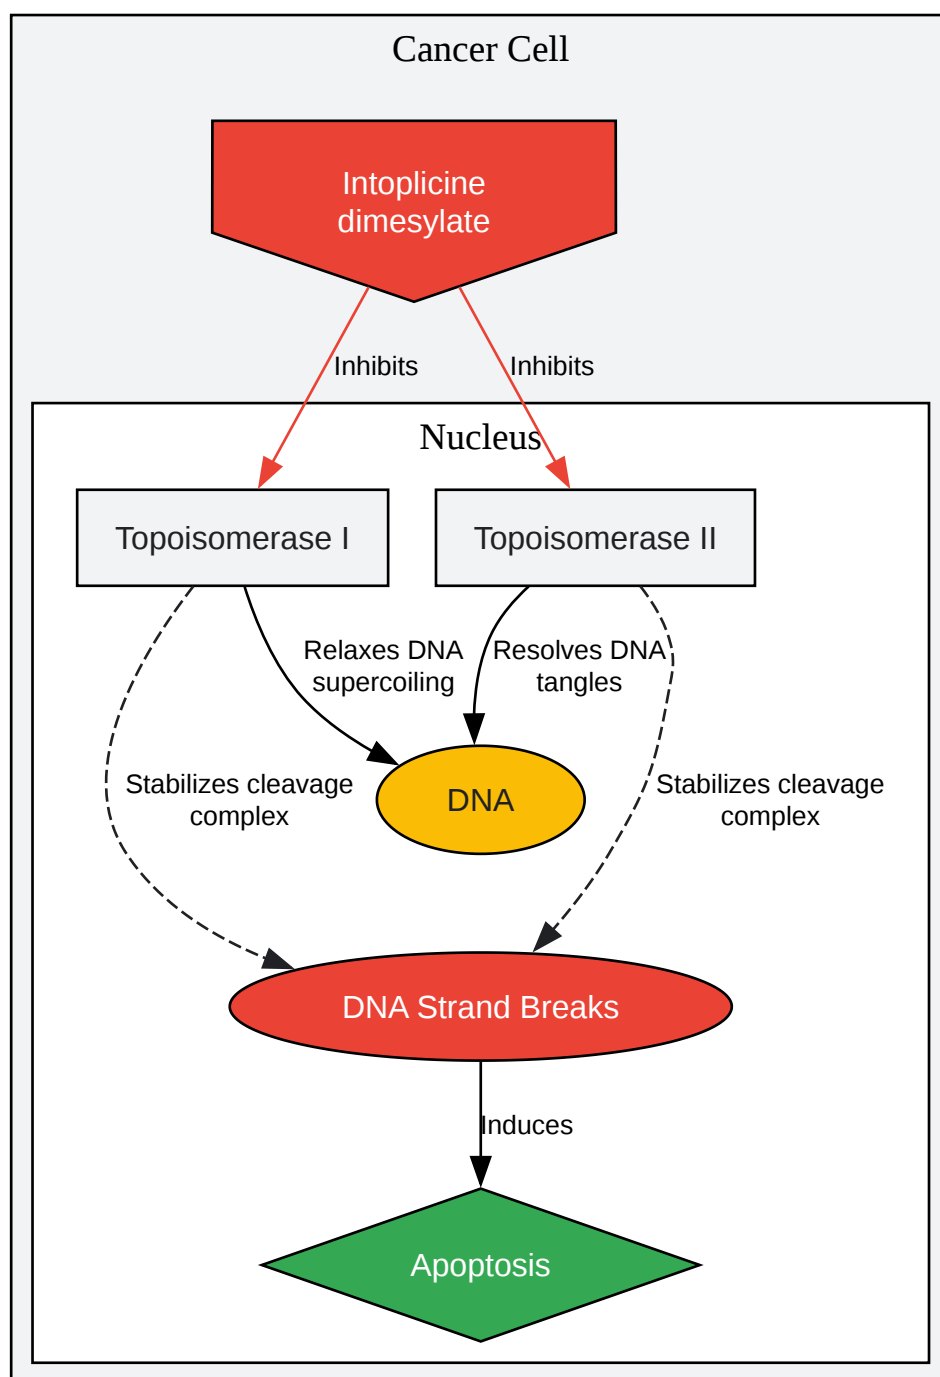 Cancer Cell
Intoplicine
dimesylate
Inhibits
Inhibits
Nucleus
Topoisomerase I
Topoisomerase II
Relaxes DNA
supercoiling
Resolves DNA
tangles
Stabilizes cleavage
complex
DNA
Stabilizes cleavage
complex
DNA Strand Breaks
Induces
Apoptosis